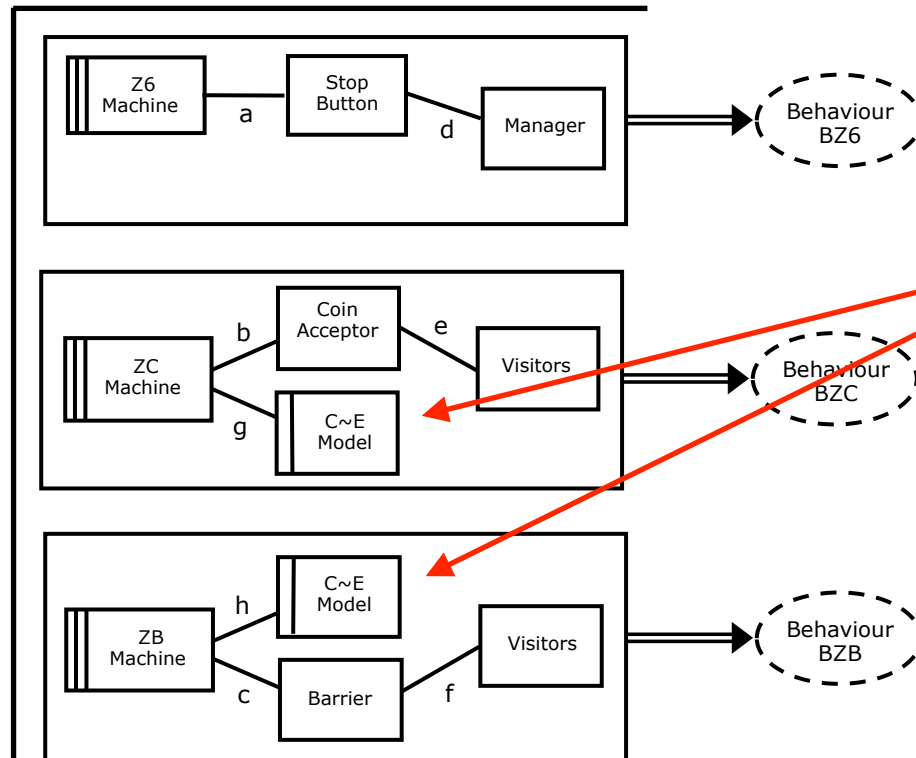 Z6
Machine
a
Stop
Button
d
Manager
Behaviour
BZ6
ZC
Machine
b
Coin
Acceptor
e
Visitors
g
C~E
Model
Behaviour
BZC
ZB
Machine
h
C~E
Model
c
Barrier
f
Visitors
Behaviour
BZB